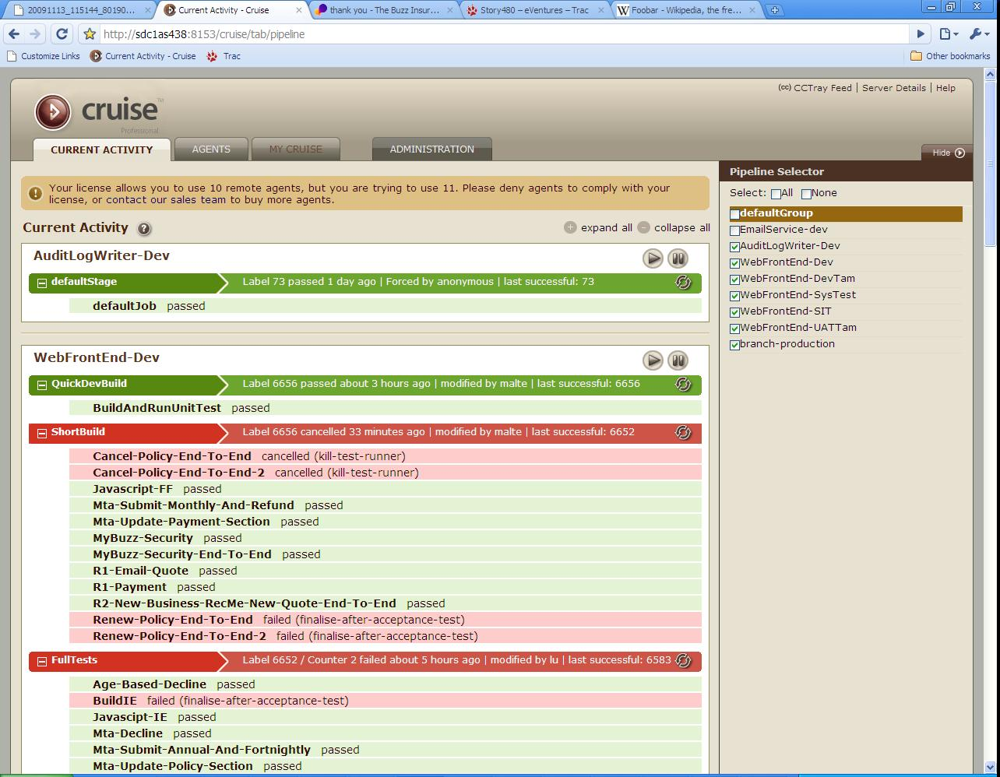 20091113_115144_80190...
Current Activity - Cruise
thank you - The Buzz Insur...
Story480 – eVentures – Trac
Foobar - Wikipedia, the fre...
http://sdc1as438:8153/cruise/tab/pipeline
Customize Links
Current Activity - Cruise
Trac
Other bookmarks
(cc) CCTray Feed | Server Details | Help
cruise™
Professional
CURRENT ACTIVITY
AGENTS
MY CRUISE
ADMINISTRATION
Hide
Your license allows you to use 10 remote agents, but you are trying to use 11. Please deny agents to comply with your
license, or contact our sales team to buy more agents.
Current Activity ?
+ expand all - collapse all
AuditLogWriter-Dev
defaultStage
Label 73 passed 1 day ago | Forced by anonymous | last successful: 73
defaultJob passed
WebFrontEnd-Dev
QuickDevBuild
Label 6656 passed about 3 hours ago | modified by malte | last successful: 6656
BuildAndRunUnitTest passed
ShortBuild
Label 6656 cancelled 33 minutes ago | modified by malte | last successful: 6652
Cancel-Policy-End-To-End cancelled (kill-test-runner)
Cancel-Policy-End-To-End-2 cancelled (kill-test-runner)
Javascript-FF passed
Mta-Submit-Monthly-And-Refund passed
Mta-Update-Payment-Section passed
MyBuzz-Security passed
MyBuzz-Security-End-To-End passed
R1-Email-Quote passed
R1-Payment passed
R2-New-Business-RecMe-New-Quote-End-To-End passed
Renew-Policy-End-To-End failed (finalise-after-acceptance-test)
Renew-Policy-End-To-End-2 failed (finalise-after-acceptance-test)
FullTests
Label 6652 / Counter 2 failed about 5 hours ago | modified by lu | last successful: 6583
Age-Based-Decline passed
BuildIE failed (finalise-after-acceptance-test)
Javascipt-IE passed
Mta-Decline passed
Mta-Submit-Annual-And-Fortnightly passed
Mta-Update-Policy-Section passed
Pipeline Selector
Select: All None
defaultGroup
EmailService-dev
AuditLogWriter-Dev
WebFrontEnd-Dev
WebFrontEnd-DevTam
WebFrontEnd-SysTest
WebFrontEnd-SIT
WebFrontEnd-UATTam
branch-production